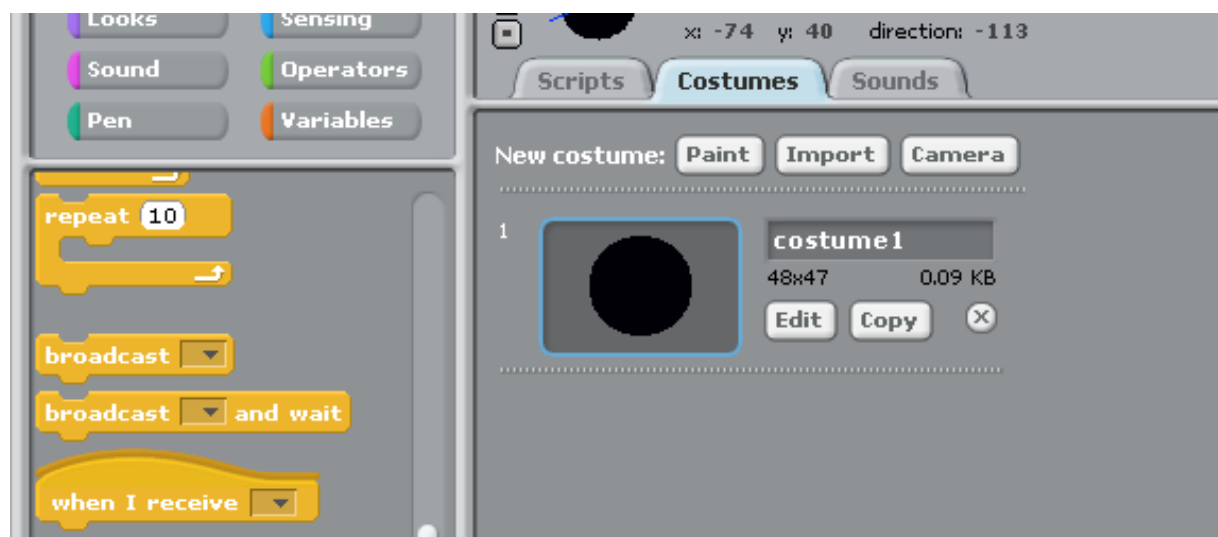 Looks Sensing
Sound Operators
Pen Variables
repeat 10
broadcast
broadcast and wait
when I receive
x: -74 y: 40 direction: -113
Scripts Costumes Sounds
New costume: Paint Import Camera
1
costume1
48x47 0.09 KB
Edit Copy